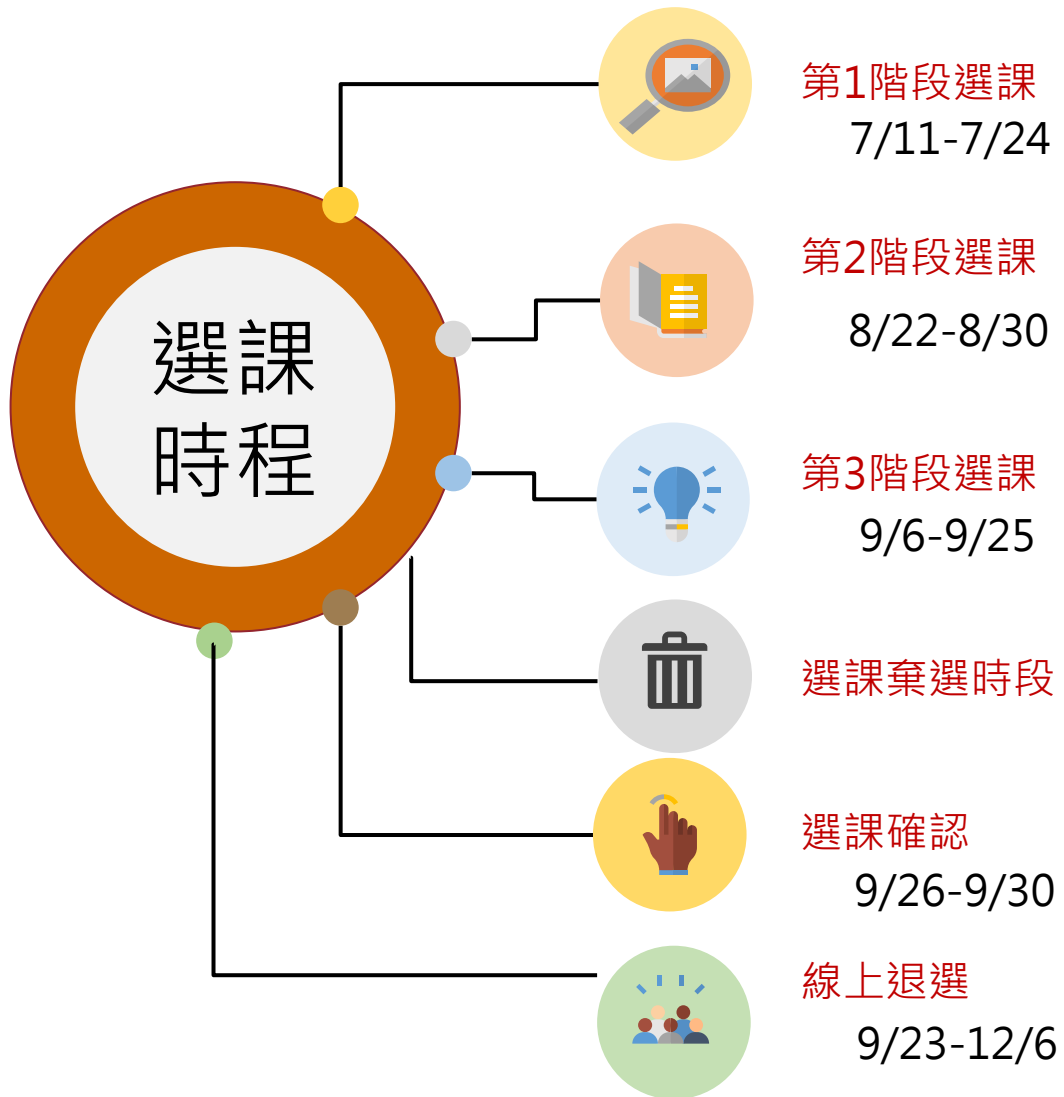 選課
時程
第1階段選課
7/11-7/24
第2階段選課
8/22-8/30
第3階段選課
9/6-9/25
選課棄選時段
選課確認
9/26-9/30
線上退選
9/23-12/6